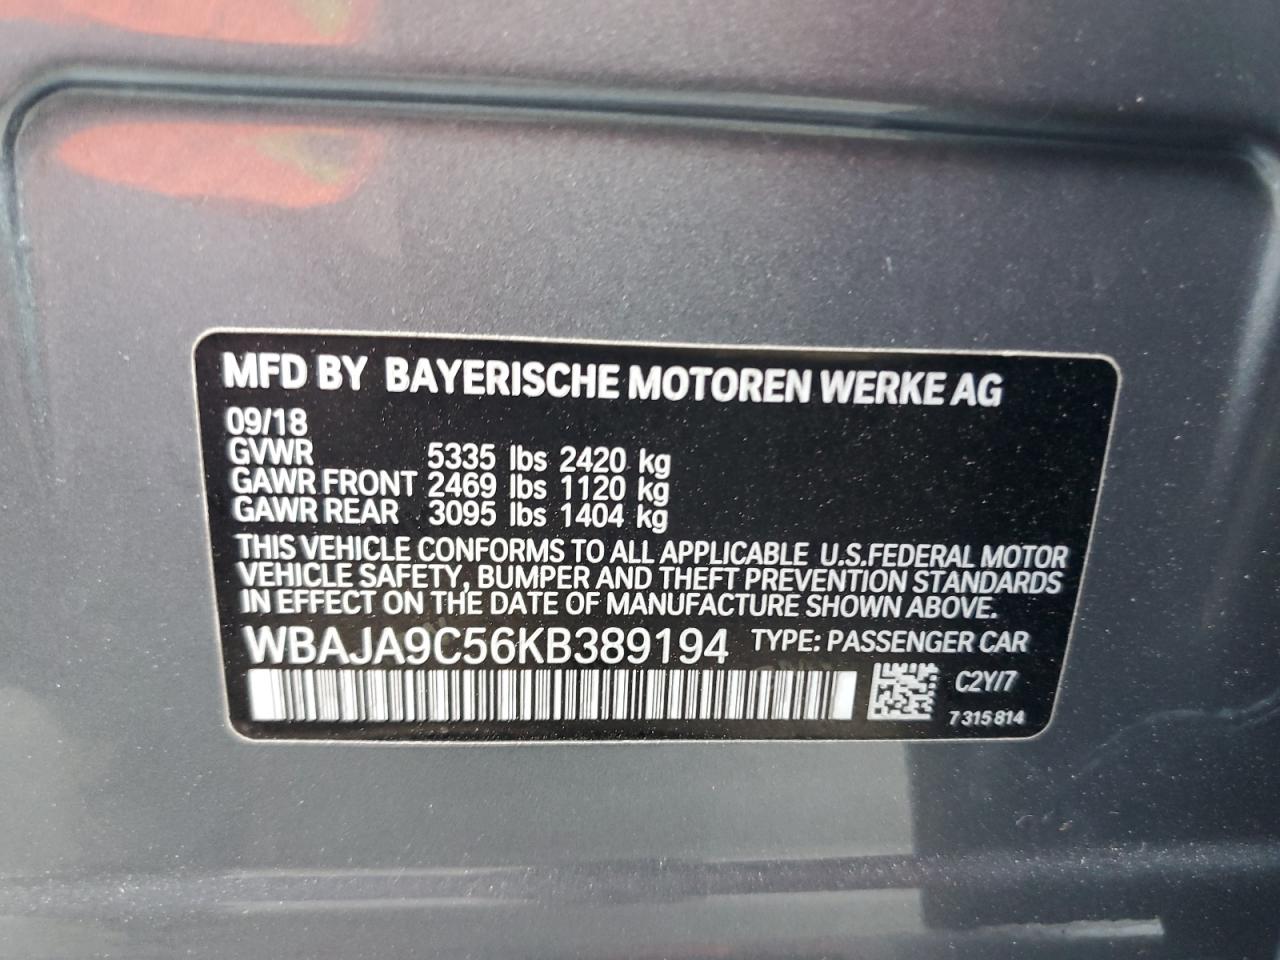 MFD BY BAYERISCHE MOTOREN WERKE AG
09/18
GVWR 5335 lbs 2420 kg
GAWR FRONT 2469 lbs 1120 kg
GAWR REAR 3095 lbs 1404 kg
THIS VEHICLE CONFORMS TO ALL APPLICABLE U.S.FEDERAL MOTOR
VEHICLE SAFETY, BUMPER AND THEFT PREVENTION STANDARDS
IN EFFECT ON THE DATE OF MANUFACTURE SHOWN ABOVE.
WBAJA9C56KB389194 TYPE: PASSENGER CAR
C2Y/7
7 315 814